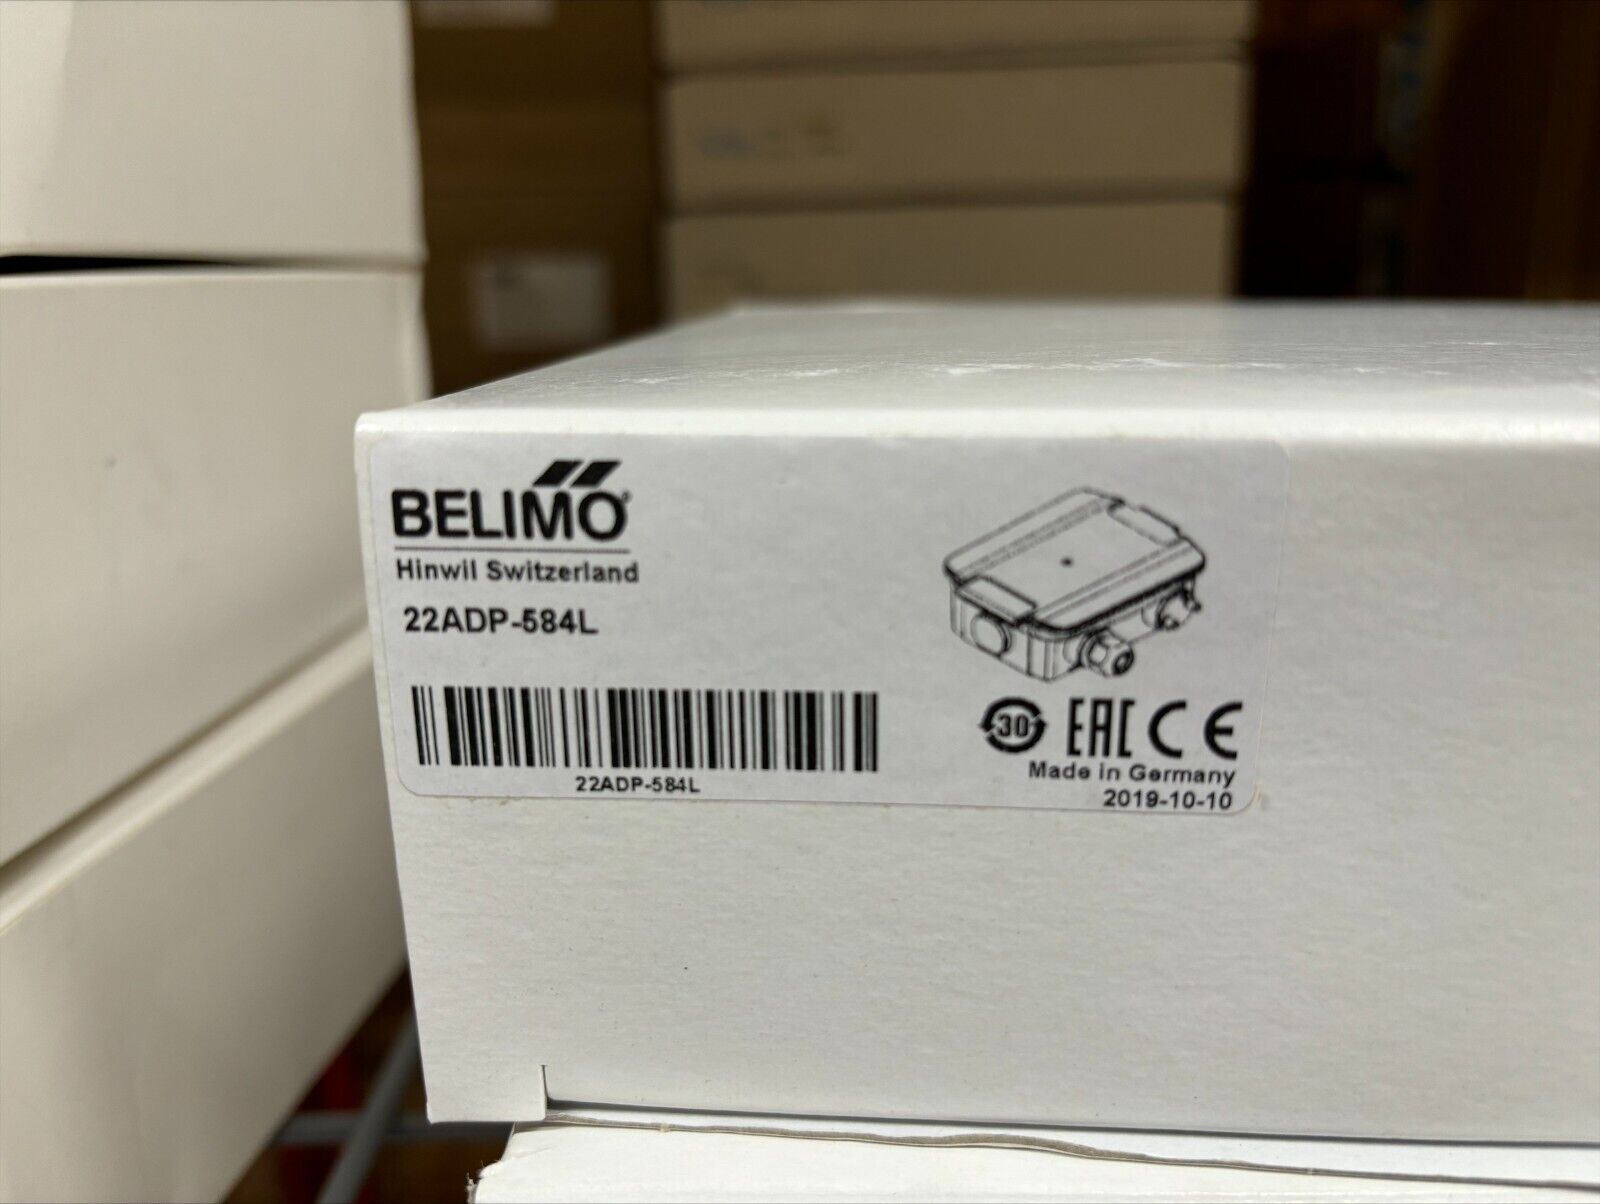 BELIMO
Hinwil Switzerland
22ADP-584L
22ADP-584L
30 EAC CE
Made in Germany
2019-10-10